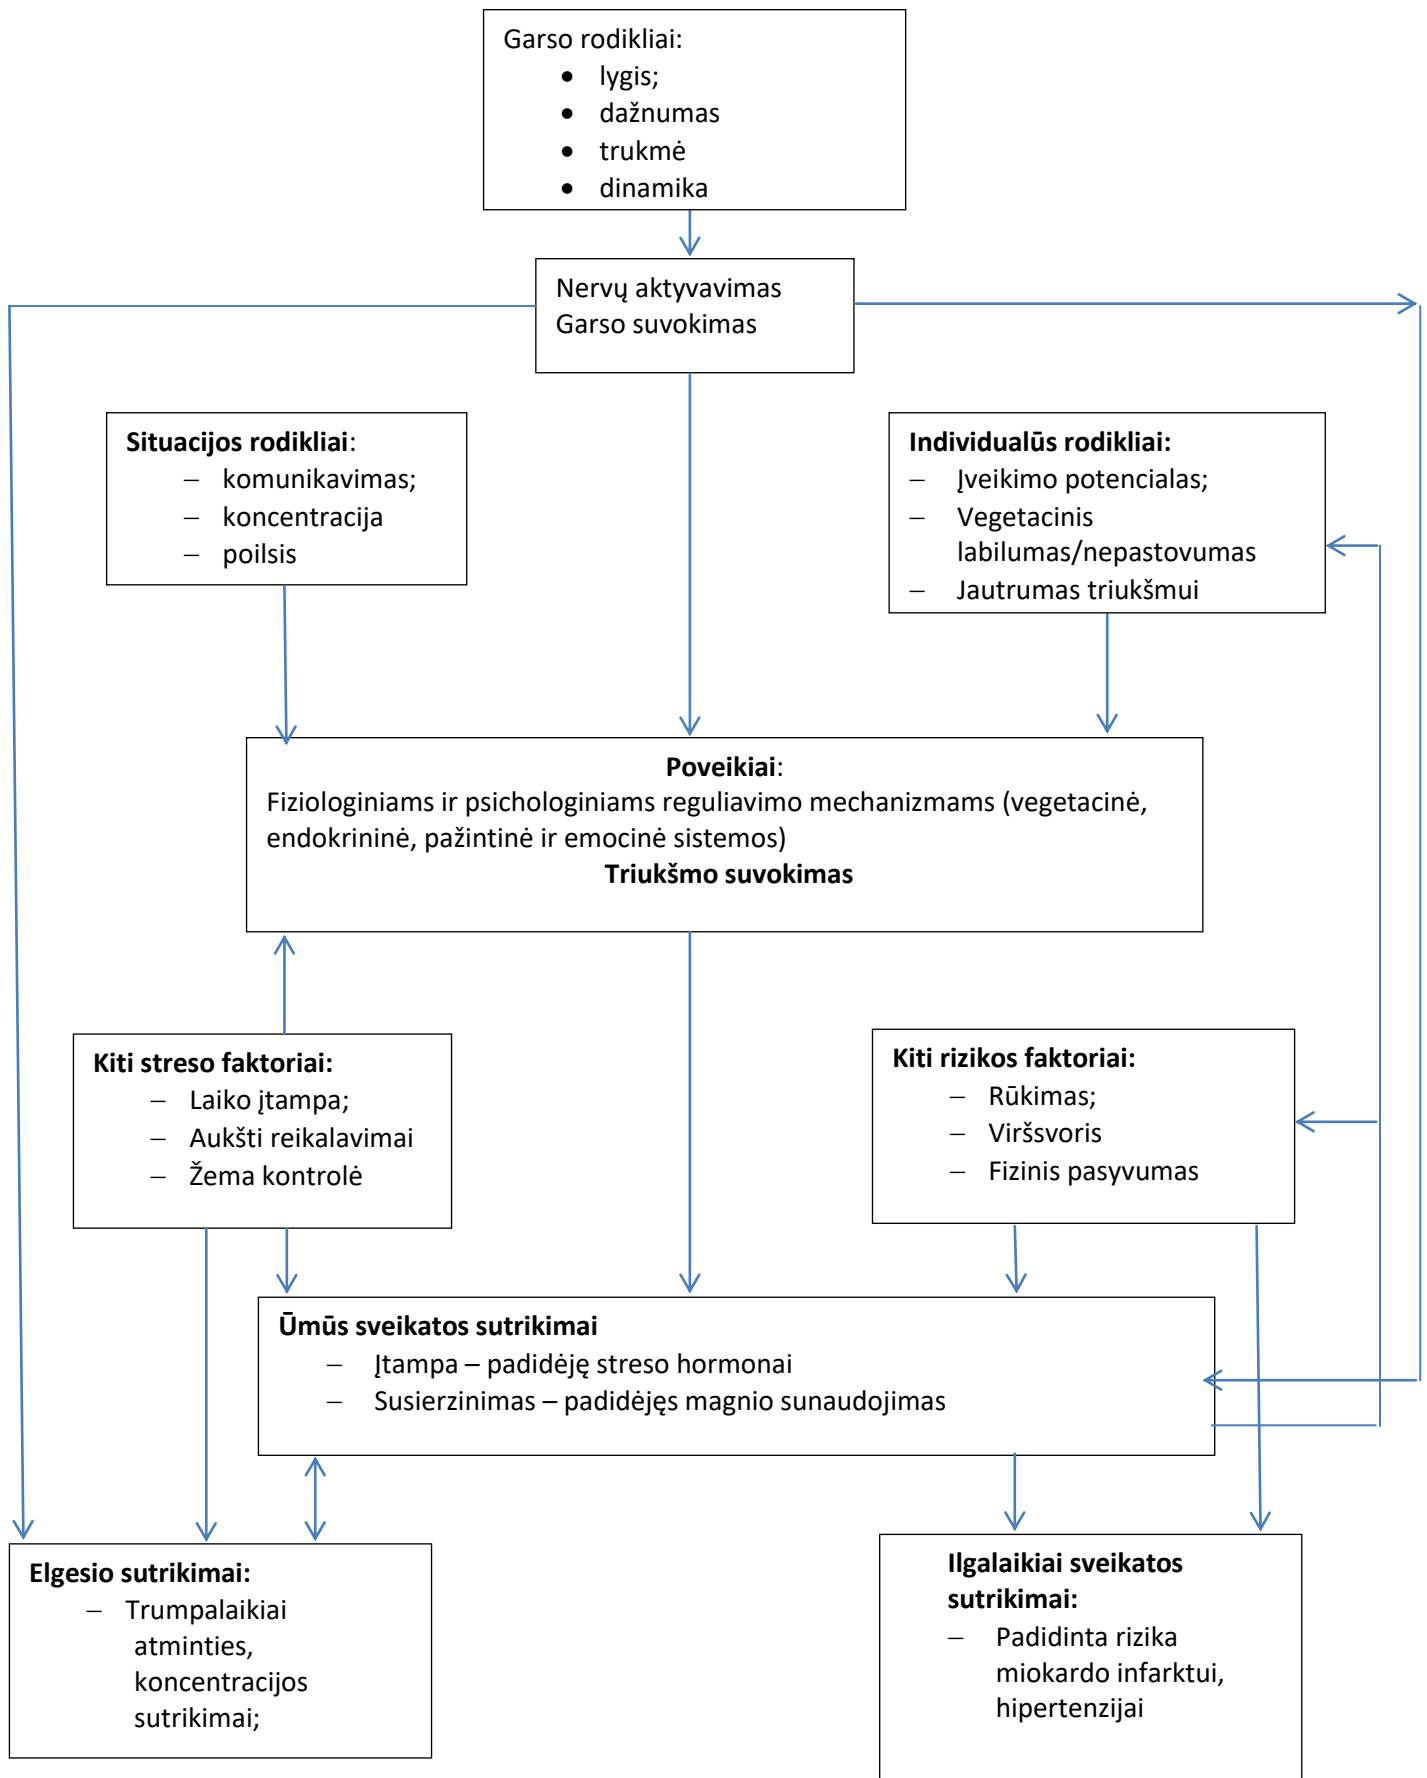 Garso rodikliai:
• lygis;
• dažnumas
• trukmė
• dinamika
Nervų aktyvavimas
Garso suvokimas
Situacijos rodikliai:
– komunikavimas;
– koncentracija
– poilsis
Individualūs rodikliai:
– Įveikimo potencialas;
– Vegetacinis
labilumas/nepastovumas
– Jautrumas triukšmui
Poveikiai:
Fiziologiniams ir psichologiniams reguliavimo mechanizmams (vegetacinė,
endokrininė, pažintinė ir emocinė sistemos)
Triukšmo suvokimas
Kiti streso faktoriai:
– Laiko įtampa;
– Aukšti reikalavimai
– Žema kontrolė
Kiti rizikos faktoriai:
– Rūkimas;
– Viršsvoris
– Fizinis pasyvumas
Ūmūs sveikatos sutrikimai
– Įtampa – padidėję streso hormonai
– Susierzinimas – padidėjęs magnio sunaudojimas
Elgesio sutrikimai:
– Trumpalaikiai
atminties,
koncentracijos
sutrikimai;
Ilgalaikiai sveikatos
sutrikimai:
– Padidinta rizika
miokardo infarktui,
hipertenzijai